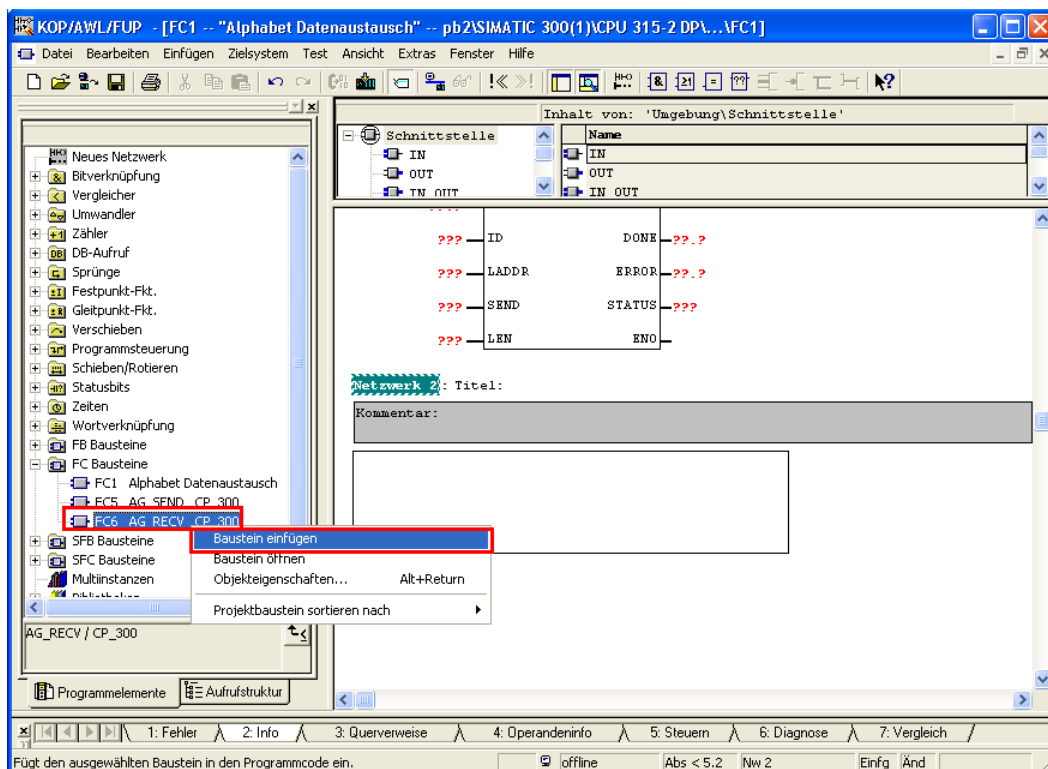 KOP/AWL/FUP - [FC1 -- "Alphabet Datenaustausch" -- pb2\SIMATIC 300(1)\CPU 315-2 DP\...\FC1]
Datei Bearbeiten Einfügen Zielsystem Test Ansicht Extras Fenster Hilfe
Neues Netzwerk
Bitverknüpfung
Vergleicher
Umwandler
Zähler
DB-Aufruf
Sprünge
Festpunkt-Fkt.
Gleitpunkt-Fkt.
Verschieben
Programmsteuerung
Schieben/Rotieren
Statusbits
Zeiten
Wortverknüpfung
FB Bausteine
FC Bausteine
FC1 Alphabet Datenaustausch
FC5 AG_SEND CP_300
FC6 AG_RECV CP_300
SFB Bausteine
SFC Bausteine
Multiinstanzen
Bibliotheken
AG_RECV / CP_300
Programmelemente
Aufrufstruktur
Baustein einfügen
Baustein öffnen
Objekteigenschaften... Alt+Return
Projektbaustein sortieren nach
Inhalt von: 'Umgebung\Schnittstelle'
Schnittstelle
IN
OUT
IN_OUT
Name
IN
OUT
IN_OUT
??? ID DONE ??.?
??? LADDR ERROR ??.?
??? SEND STATUS ???
??? LEN ENO
Netzwerk 2: Titel:
Kommentar:
1: Fehler 2: Info 3: Querverweise 4: Operandeninfo 5: Steuern 6: Diagnose 7: Vergleich
Fügt den ausgewählten Baustein in den Programmcode ein. offline Abs < 5.2 Nw 2 Einfg Änd